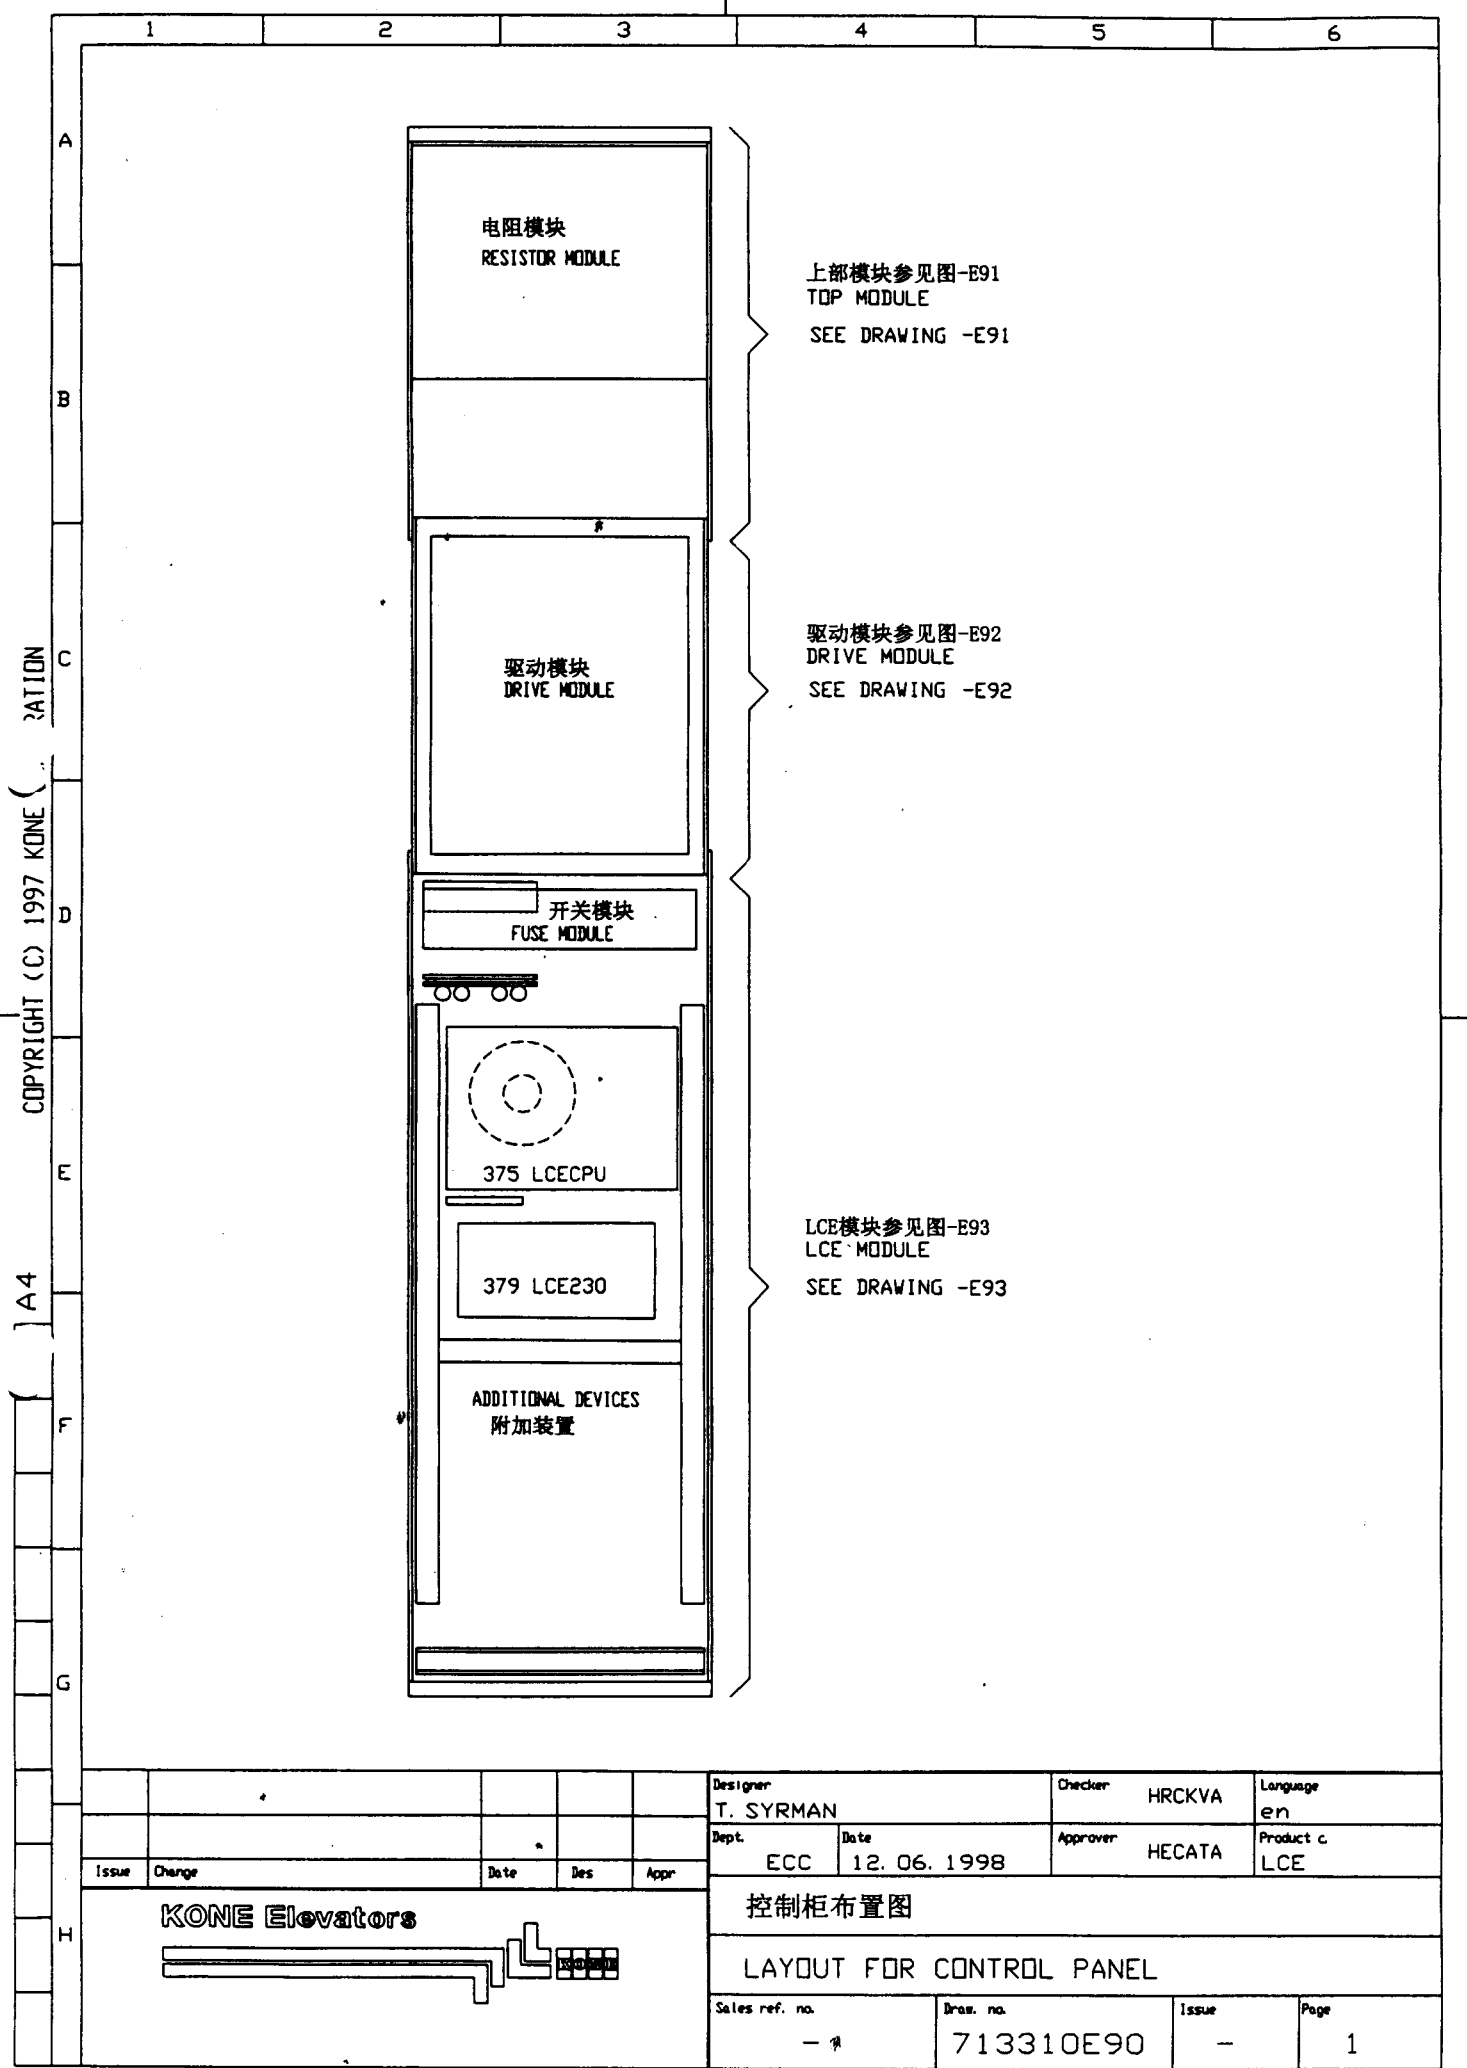 1 2 3 4 5 6
A
B
C
D
E
F
G
H
电阻模块
RESISTOR MODULE
上部模块参见图-E91
TOP MODULE
SEE DRAWING -E91
驱动模块
DRIVE MODULE
驱动模块参见图-E92
DRIVE MODULE
SEE DRAWING -E92
开关模块
FUSE MODULE
375 LCECPU
379 LCE230
LCE模块参见图-E93
LCE MODULE
SEE DRAWING -E93
ADDITIONAL DEVICES
附加装置
COPYRIGHT (C) 1997 KONE
A4
Issue Change Date Des Appr
KONE Elevators
KONE
Designer
T. SYRMAN
Checker HRCKVA
Language
en
Dept.
ECC
Date
12. 06. 1998
Approver HECATA
Product c.
LCE
控制柜布置图
LAYOUT FOR CONTROL PANEL
Sales ref. no.
-
Draw. no.
713310E90
Issue
-
Page
1